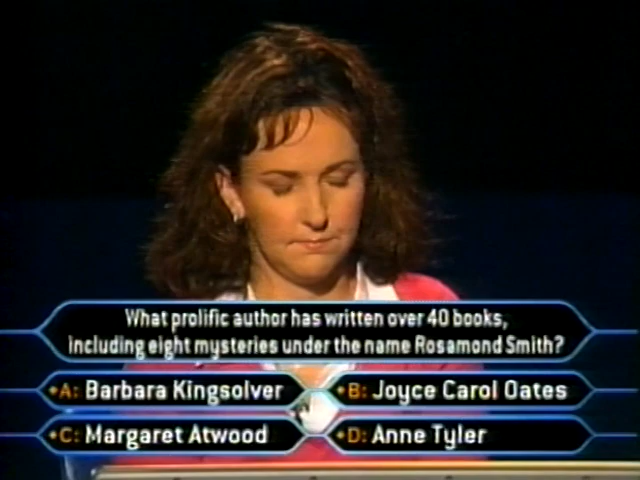 What prolific author has written over 40 books,
including eight mysteries under the name Rosamond Smith?
A: Barbara Kingsolver
B: Joyce Carol Oates
C: Margaret Atwood
D: Anne Tyler